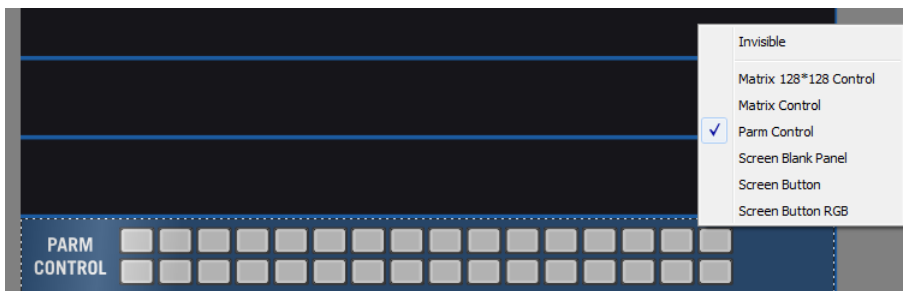 Invisible
Matrix 128*128 Control
Matrix Control
Parm Control
Screen Blank Panel
Screen Button
Screen Button RGB
PARM
CONTROL